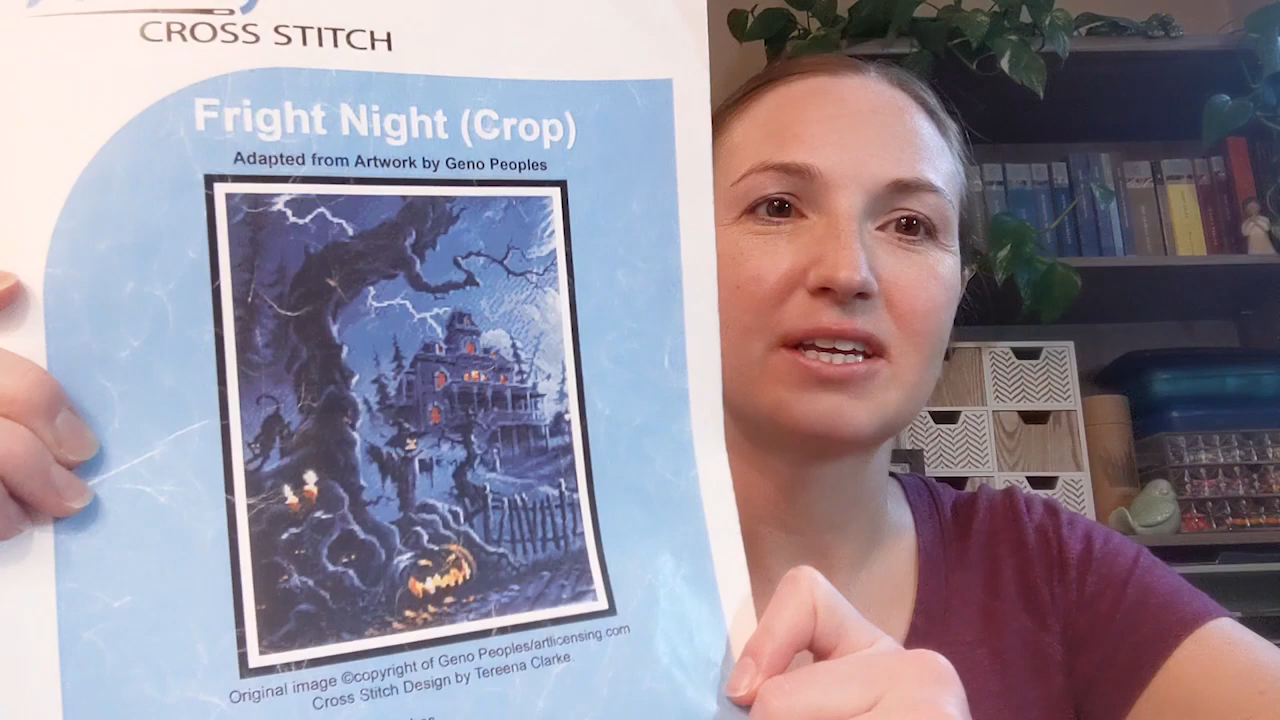 CROSS STITCH
Fright Night (Crop)
Adapted from Artwork by Geno Peoples
Original image ©copyright of Geno Peoples/artlicensing.com
Cross Stitch Design by Tereena Clarke.